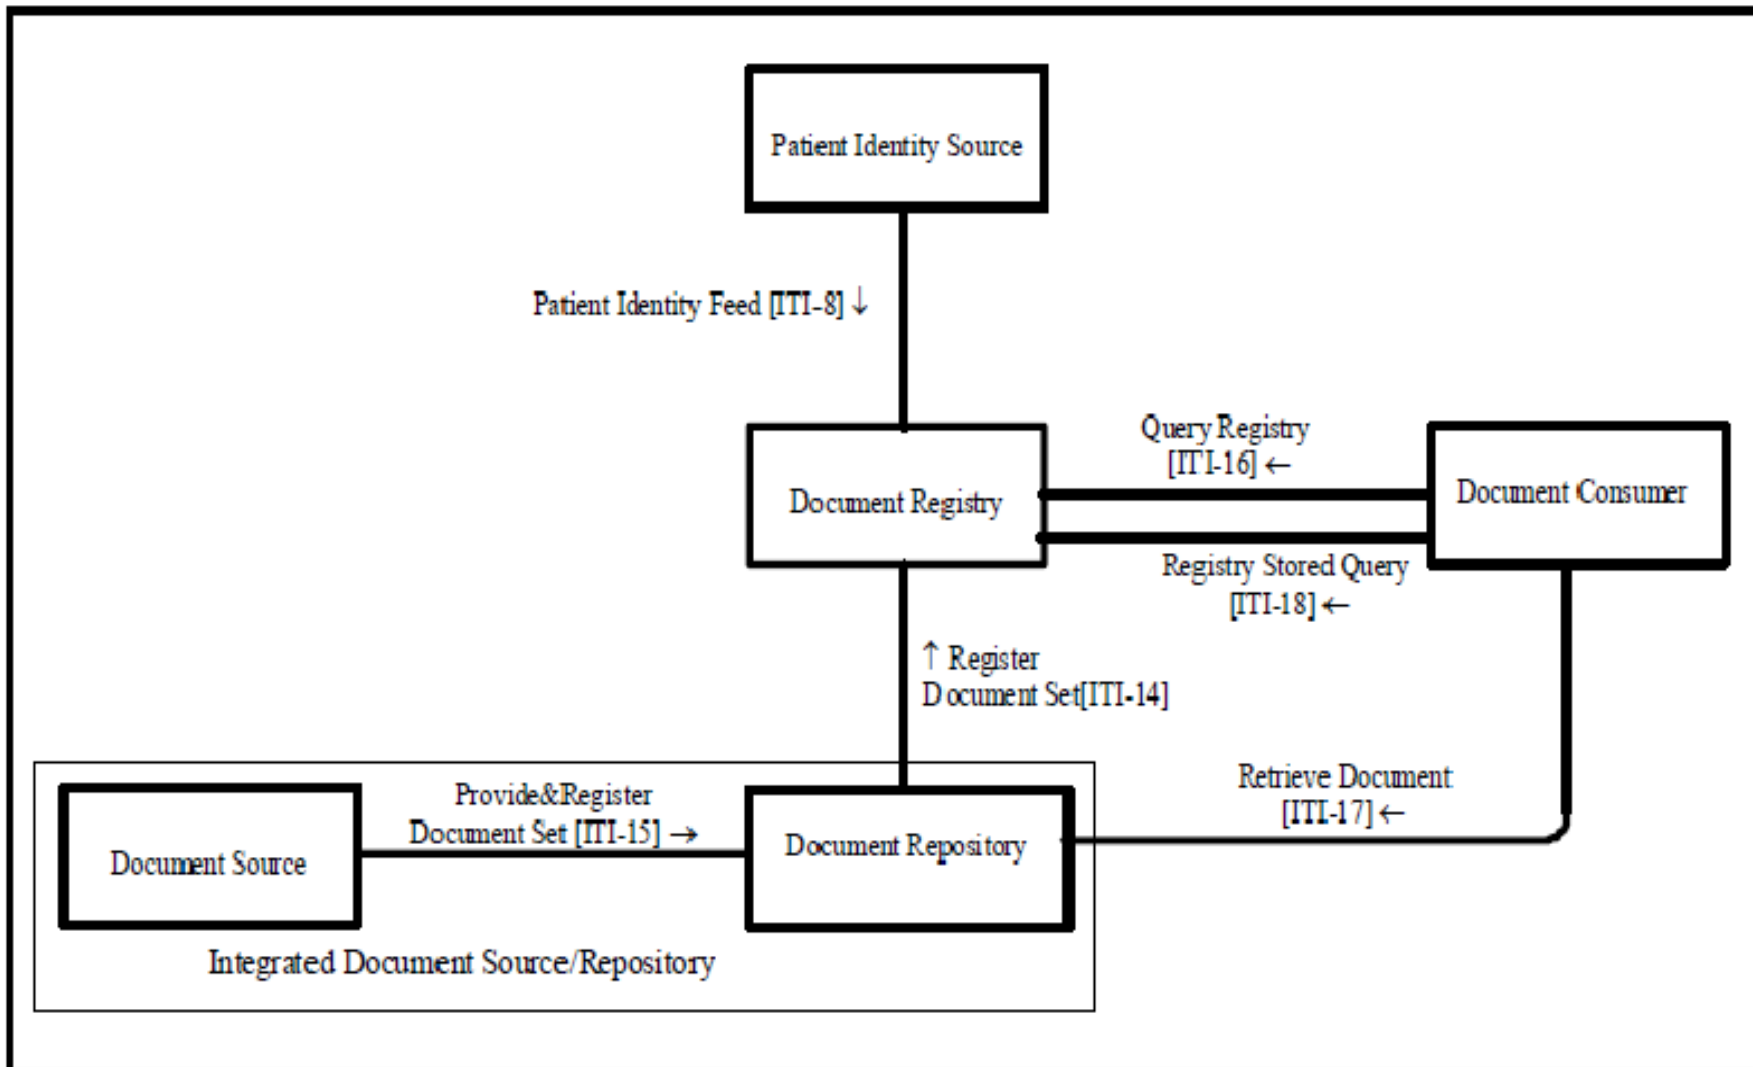 Patient Identity Source
Patient Identity Feed [ITI-8] ↓
Query Registry
[ITI-16] ←
Document Registry
Document Consumer
Registry Stored Query
[ITI-18] ←
↑ Register
Document Set[ITI-14]
Retrieve Document
[ITI-17] ←
Provide&Register
Document Set [ITI-15] →
Document Source
Document Repository
Integrated Document Source/Repository